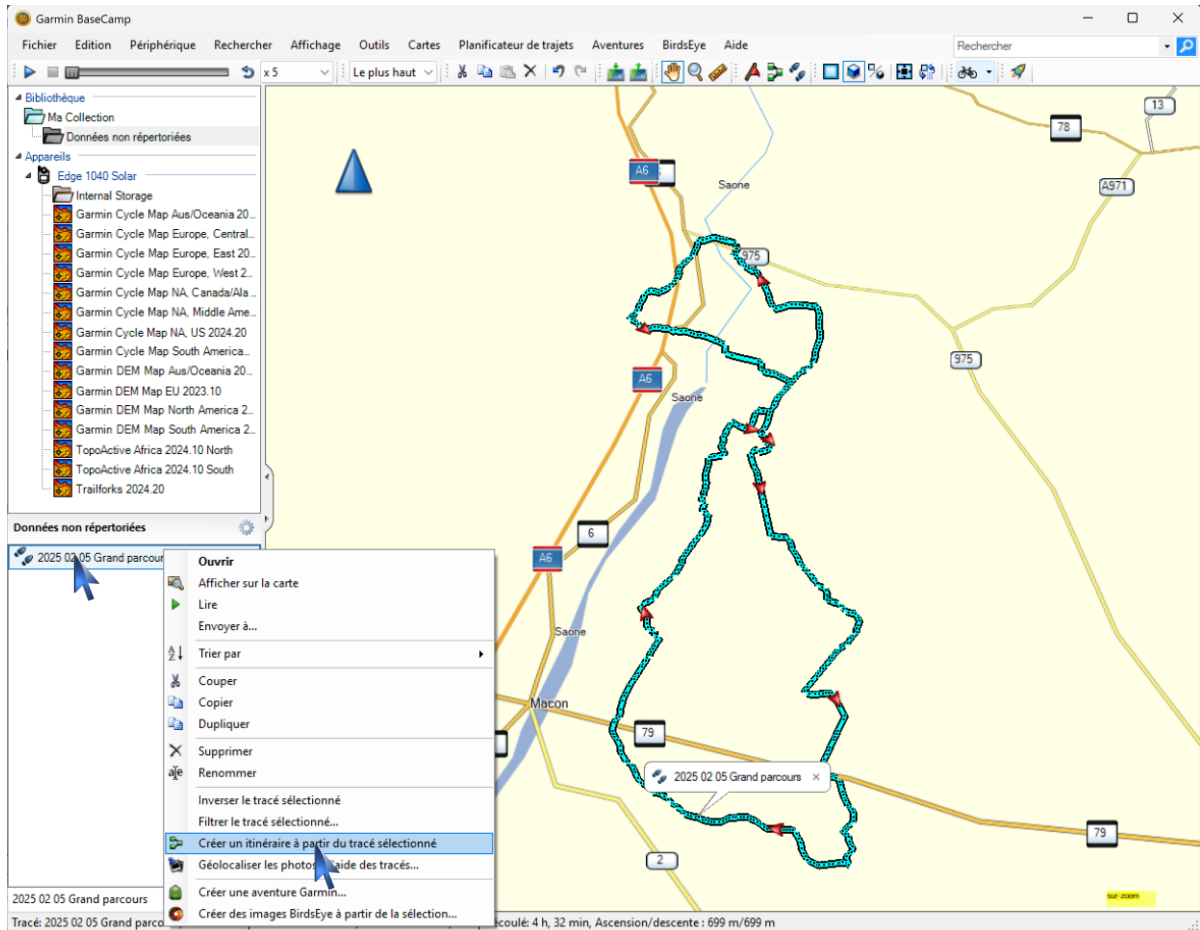 Garmin BaseCamp
Fichier Edition Périphérique Rechercher Affichage Outils Cartes Planificateur de trajets Aventures BirdsEye Aide Rechercher
x 5 Le plus haut
Bibliothèque
Ma Collection
Données non répertoriées
Appareils
Edge 1040 Solar
Internal Storage
Garmin Cycle Map Aus/Oceania 20...
Garmin Cycle Map Europe, Central...
Garmin Cycle Map Europe, East 20...
Garmin Cycle Map Europe, West 2...
Garmin Cycle Map NA, Canada/Ala...
Garmin Cycle Map NA, Middle Ame...
Garmin Cycle Map NA, US 2024.20
Garmin Cycle Map South America...
Garmin DEM Map Aus/Oceania 20...
Garmin DEM Map EU 2023.10
Garmin DEM Map North America 2...
Garmin DEM Map South America 2...
TopoActive Africa 2024.10 North
TopoActive Africa 2024.10 South
Trailforks 2024.20
Données non répertoriées
2025 02 05 Grand parcour
Ouvrir
Afficher sur la carte
Lire
Envoyer à...
Trier par
Couper
Copier
Dupliquer
Supprimer
Renommer
Inverser le tracé sélectionné
Filtrer le tracé sélectionné...
Créer un itinéraire à partir du tracé sélectionné
Géolocaliser les photos l'aide des tracés...
Créer une aventure Garmin...
Créer des images BirdsEye à partir de la sélection...
2025 02 05 Grand parcours
Tracé: 2025 02 05 Grand parco
coulé: 4 h, 32 min, Ascension/descente : 699 m/699 m
13
78
A6
Saone
A971
975
975
A6
Saone
6
A6
Saone
Macon
79
2025 02 05 Grand parcours
79
2
sur-zoom